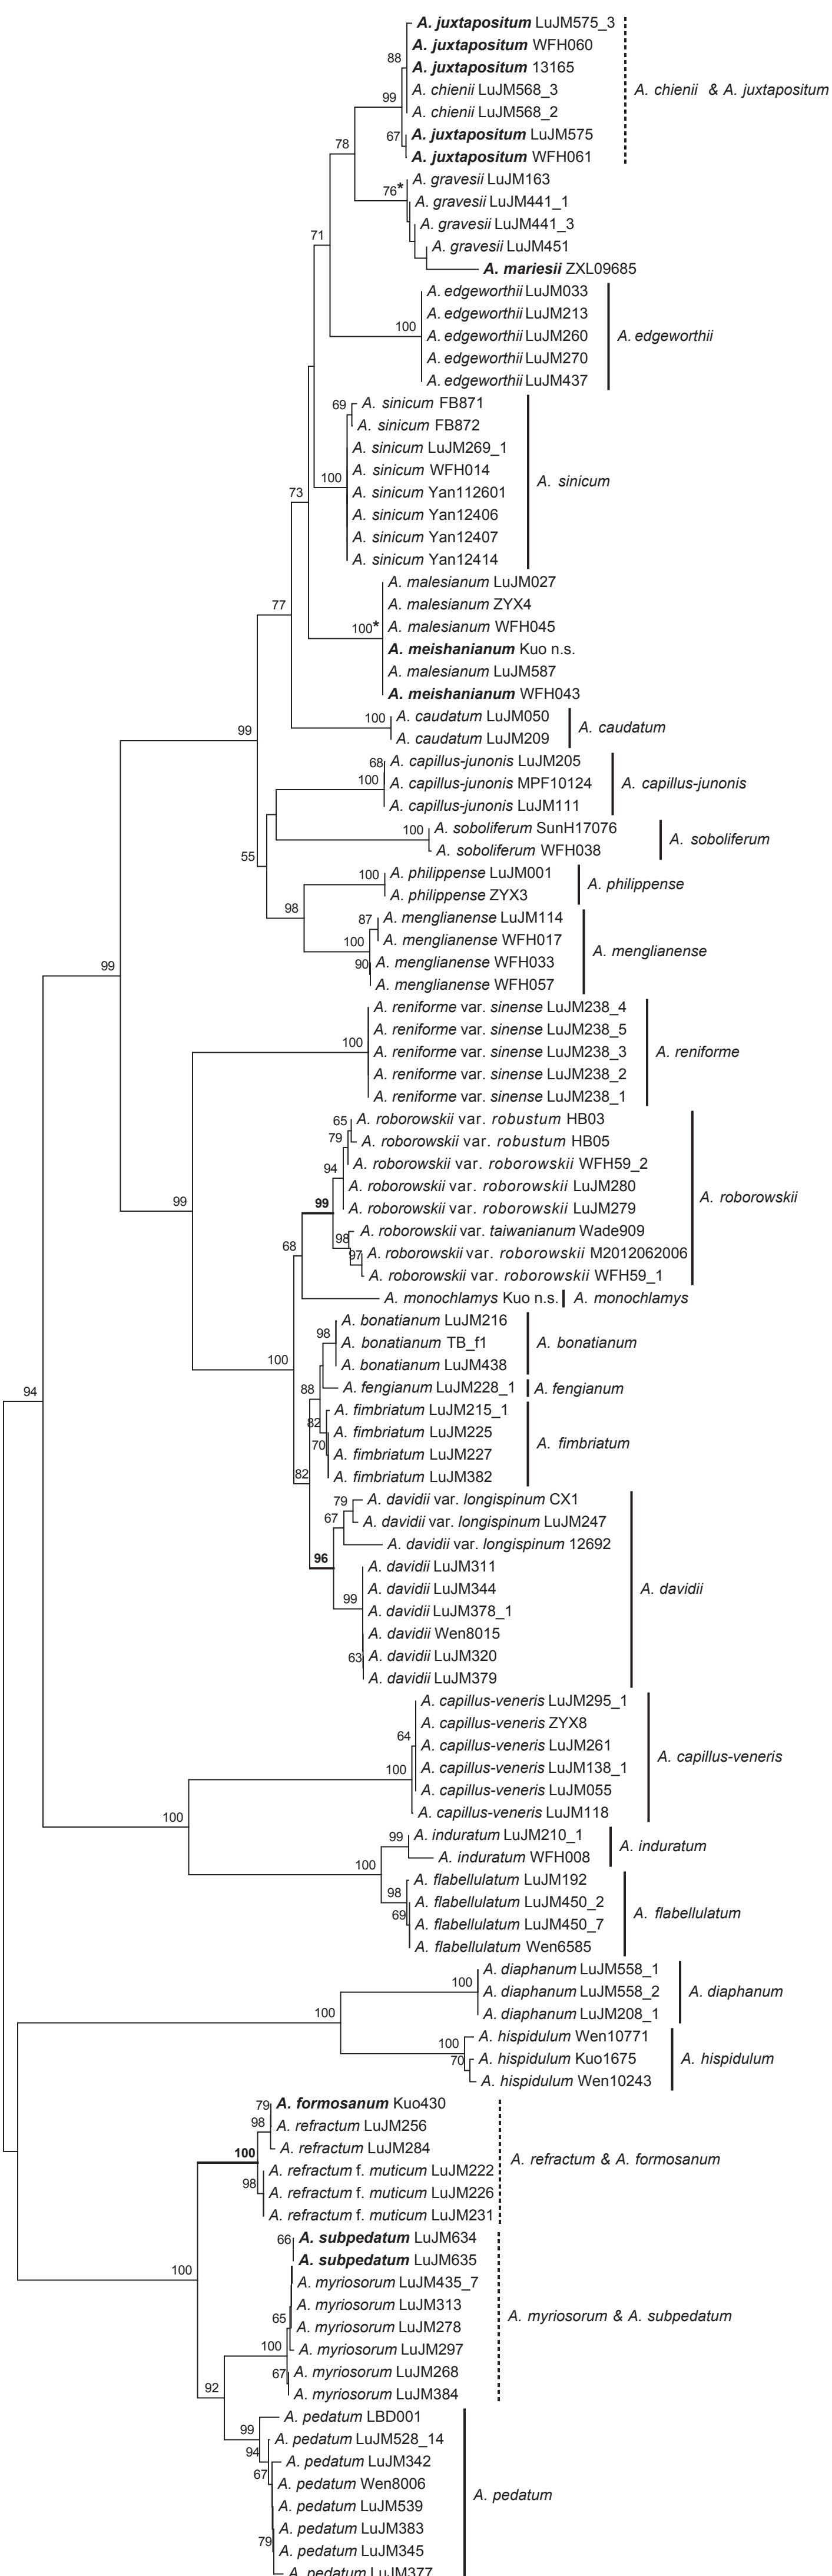 A. juxtapositum LuJM575_3
A. juxtapositum WFH060
88
A. juxtapositum 13165
A. chienii LuJM568_3
A. chienii & A. juxtapositum
99
A. chienii LuJM568_2
67
A. juxtapositum LuJM575
78
A. juxtapositum WFH061
A. gravesii LuJM163
76*
A. gravesii LuJM441_1
A. gravesii LuJM441_3
71
A. gravesii LuJM451
A. mariesii ZXL09685
A. edgeworthii LuJM033
A. edgeworthii LuJM213
100
A. edgeworthii LuJM260
A. edgeworthii
A. edgeworthii LuJM270
A. edgeworthii LuJM437
69
A. sinicum FB871
A. sinicum FB872
A. sinicum LuJM269_1
A. sinicum WFH014
100
A. sinicum
73
A. sinicum Yan112601
A. sinicum Yan12406
A. sinicum Yan12407
A. sinicum Yan12414
A. malesianum LuJM027
77
A. malesianum ZYX4
100*
A. malesianum WFH045
A. meishanianum Kuo n.s.
A. malesianum LuJM587
A. meishanianum WFH043
100
A. caudatum LuJM050
A. caudatum
99
A. caudatum LuJM209
68
A. capillus-junonis LuJM205
100
A. capillus-junonis MPF10124
A. capillus-junonis
A. capillus-junonis LuJM111
100
A. soboliferum SunH17076
A. soboliferum
55
A. soboliferum WFH038
100
A. philippense LuJM001
A. philippense
A. philippense ZYX3
98
87
A. menglianense LuJM114
100
A. menglianense WFH017
A. menglianense
90
A. menglianense WFH033
99
A. menglianense WFH057
A. reniforme var. sinense LuJM238_4
A. reniforme var. sinense LuJM238_5
100
A. reniforme var. sinense LuJM238_3
A. reniforme
A. reniforme var. sinense LuJM238_2
A. reniforme var. sinense LuJM238_1
65
A. roborowskii var. robustum HB03
79
A. roborowskii var. robustum HB05
94
A. roborowskii var. roborowskii WFH59_2
A. roborowskii var. roborowskii LuJM280
A. roborowskii
99
99
A. roborowskii var. roborowskii LuJM279
98
A. roborowskii var. taiwanianum Wade909
68
97
A. roborowskii var. roborowskii M2012062006
A. roborowskii var. roborowskii WFH59_1
A. monochlamys Kuo n.s.
A. monochlamys
A. bonatianum LuJM216
98
A. bonatianum TB_f1
A. bonatianum
100
A. bonatianum LuJM438
88
A. fengianum LuJM228_1
A. fengianum
94
82
A. fimbriatum LuJM215_1
A. fimbriatum LuJM225
A. fimbriatum
70
A. fimbriatum LuJM227
82
A. fimbriatum LuJM382
79
A. davidii var. longispinum CX1
67
A. davidii var. longispinum LuJM247
96
A. davidii var. longispinum 12692
A. davidii LuJM311
A. davidii LuJM344
A. davidii
99
A. davidii LuJM378_1
A. davidii Wen8015
63
A. davidii LuJM320
A. davidii LuJM379
A. capillus-veneris LuJM295_1
64
A. capillus-veneris ZYX8
A. capillus-veneris LuJM261
A. capillus-veneris
100
A. capillus-veneris LuJM138_1
A. capillus-veneris LuJM055
100
A. capillus-veneris LuJM118
99
A. induratum LuJM210_1
A. induratum
100
A. induratum WFH008
A. flabellulatum LuJM192
98
A. flabellulatum LuJM450_2
A. flabellulatum
69
A. flabellulatum LuJM450_7
A. flabellulatum Wen6585
A. diaphanum LuJM558_1
100
A. diaphanum LuJM558_2
A. diaphanum
100
A. diaphanum LuJM208_1
100
A. hispidulum Wen10771
70
A. hispidulum Kuo1675
A. hispidulum
A. hispidulum Wen10243
79
A. formosanum Kuo430
98
A. refractum LuJM256
100
A. refractum LuJM284
A. refractum & A. formosanum
A. refractum f. muticum LuJM222
98
A. refractum f. muticum LuJM226
A. refractum f. muticum LuJM231
66
A. subpedatum LuJM634
A. subpedatum LuJM635
100
A. myriosorum LuJM435_7
A. myriosorum LuJM313
65
A. myriosorum & A. subpedatum
A. myriosorum LuJM278
100
A. myriosorum LuJM297
67
A. myriosorum LuJM268
92
A. myriosorum LuJM384
A. pedatum LBD001
99
A. pedatum LuJM528_14
94
A. pedatum LuJM342
67
A. pedatum Wen8006
A. pedatum
A. pedatum LuJM539
A. pedatum LuJM383
79
A. pedatum LuJM345
A. pedatum LuJM377